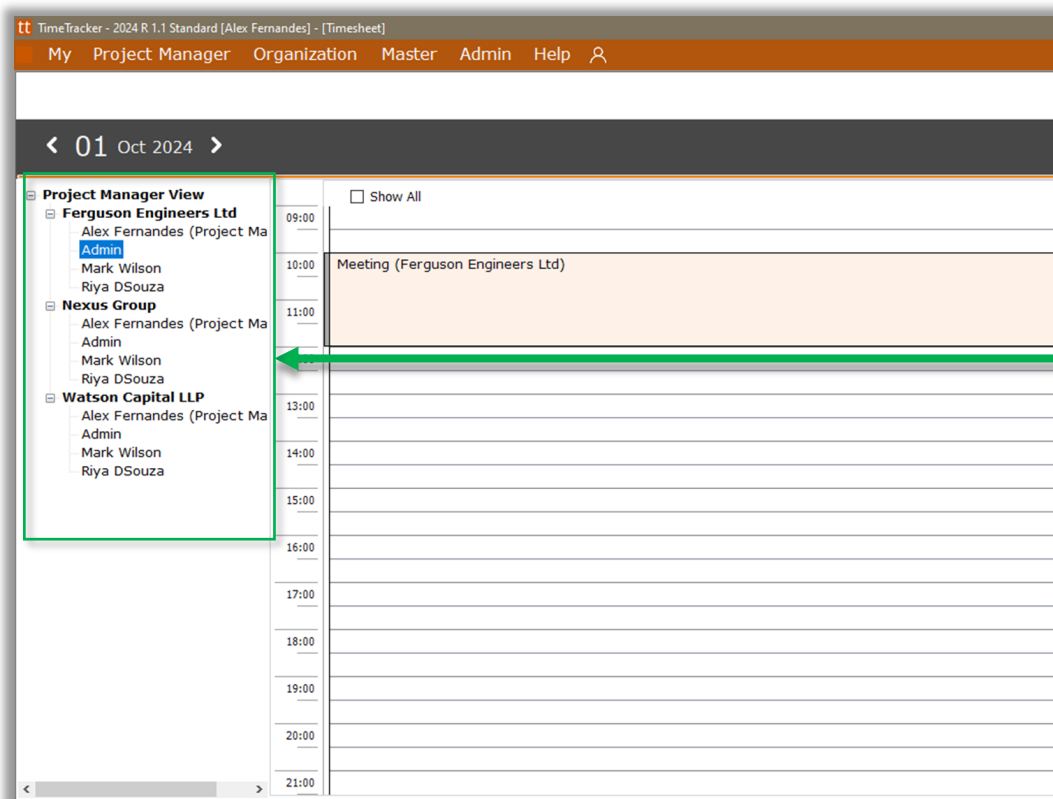 tt TimeTracker - 2024 R 1.1 Standard [Alex Fernandes] - [Timesheet]
My Project Manager Organization Master Admin Help
01 Oct 2024
Project Manager View
Ferguson Engineers Ltd
Alex Fernandes (Project Ma
Admin
Mark Wilson
Riya DSouza
Nexus Group
Alex Fernandes (Project Ma
Admin
Mark Wilson
Riya DSouza
Watson Capital LLP
Alex Fernandes (Project Ma
Admin
Mark Wilson
Riya DSouza
Show All
09:00
10:00
Meeting (Ferguson Engineers Ltd)
11:00
13:00
14:00
15:00
16:00
17:00
18:00
19:00
20:00
21:00